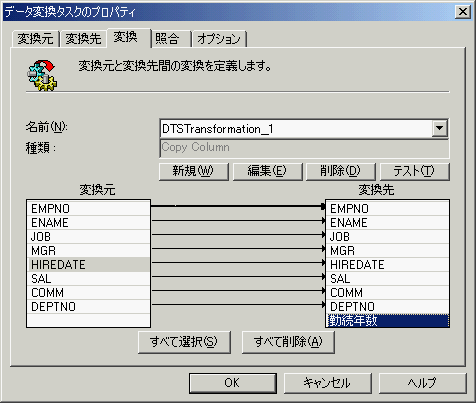 データ変換タスクのプロパティ
変換元 変換先 変換 照合 オプション
変換元と変換先間の変換を定義します。
名前(N): DTSTransformation_1
種類 : Copy Column
新規(W) 編集(E) 削除(D) テスト(T)
変換元 変換先
EMPNO EMPNO
ENAME ENAME
JOB JOB
MGR MGR
HIREDATE HIREDATE
SAL SAL
COMM COMM
DEPTNO DEPTNO
勤続年数
すべて選択(S) すべて削除(A)
OK キャンセル ヘルプ